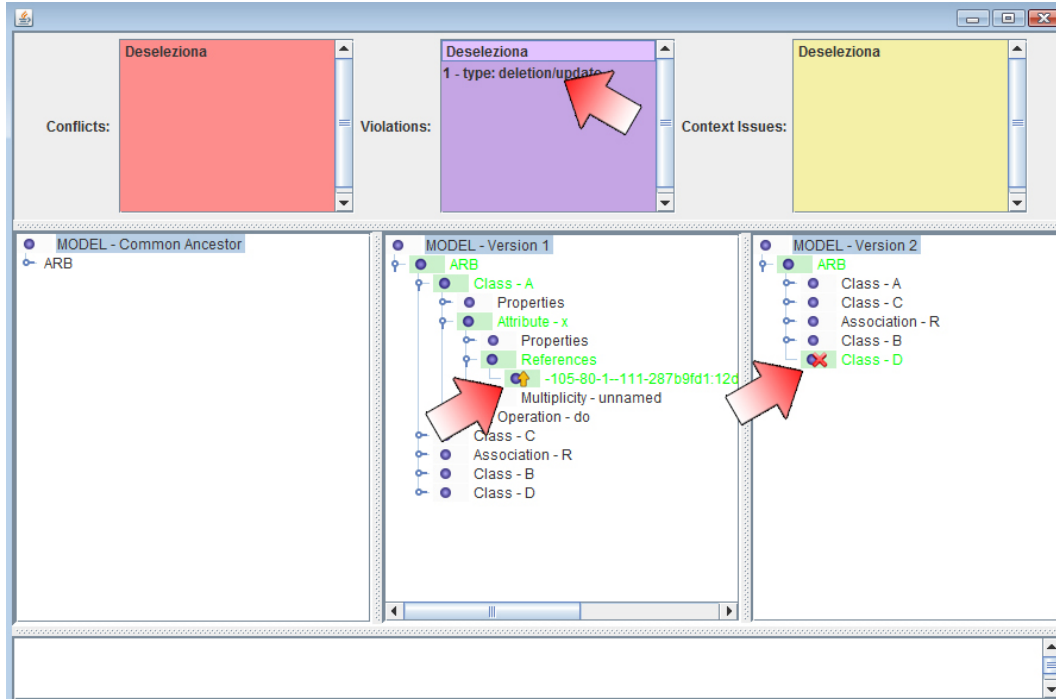 Conflicts:
Deseleziona
Violations:
Deseleziona
1 - type: deletion/update
Context Issues:
Deseleziona
MODEL - Common Ancestor
ARB
MODEL - Version 1
ARB
Class - A
Properties
Attribute - x
Properties
References
-105-80-1--111-287b9fd1:12d
Multiplicity - unnamed
Operation - do
Class - C
Association - R
Class - B
Class - D
MODEL - Version 2
ARB
Class - A
Class - C
Association - R
Class - B
Class - D